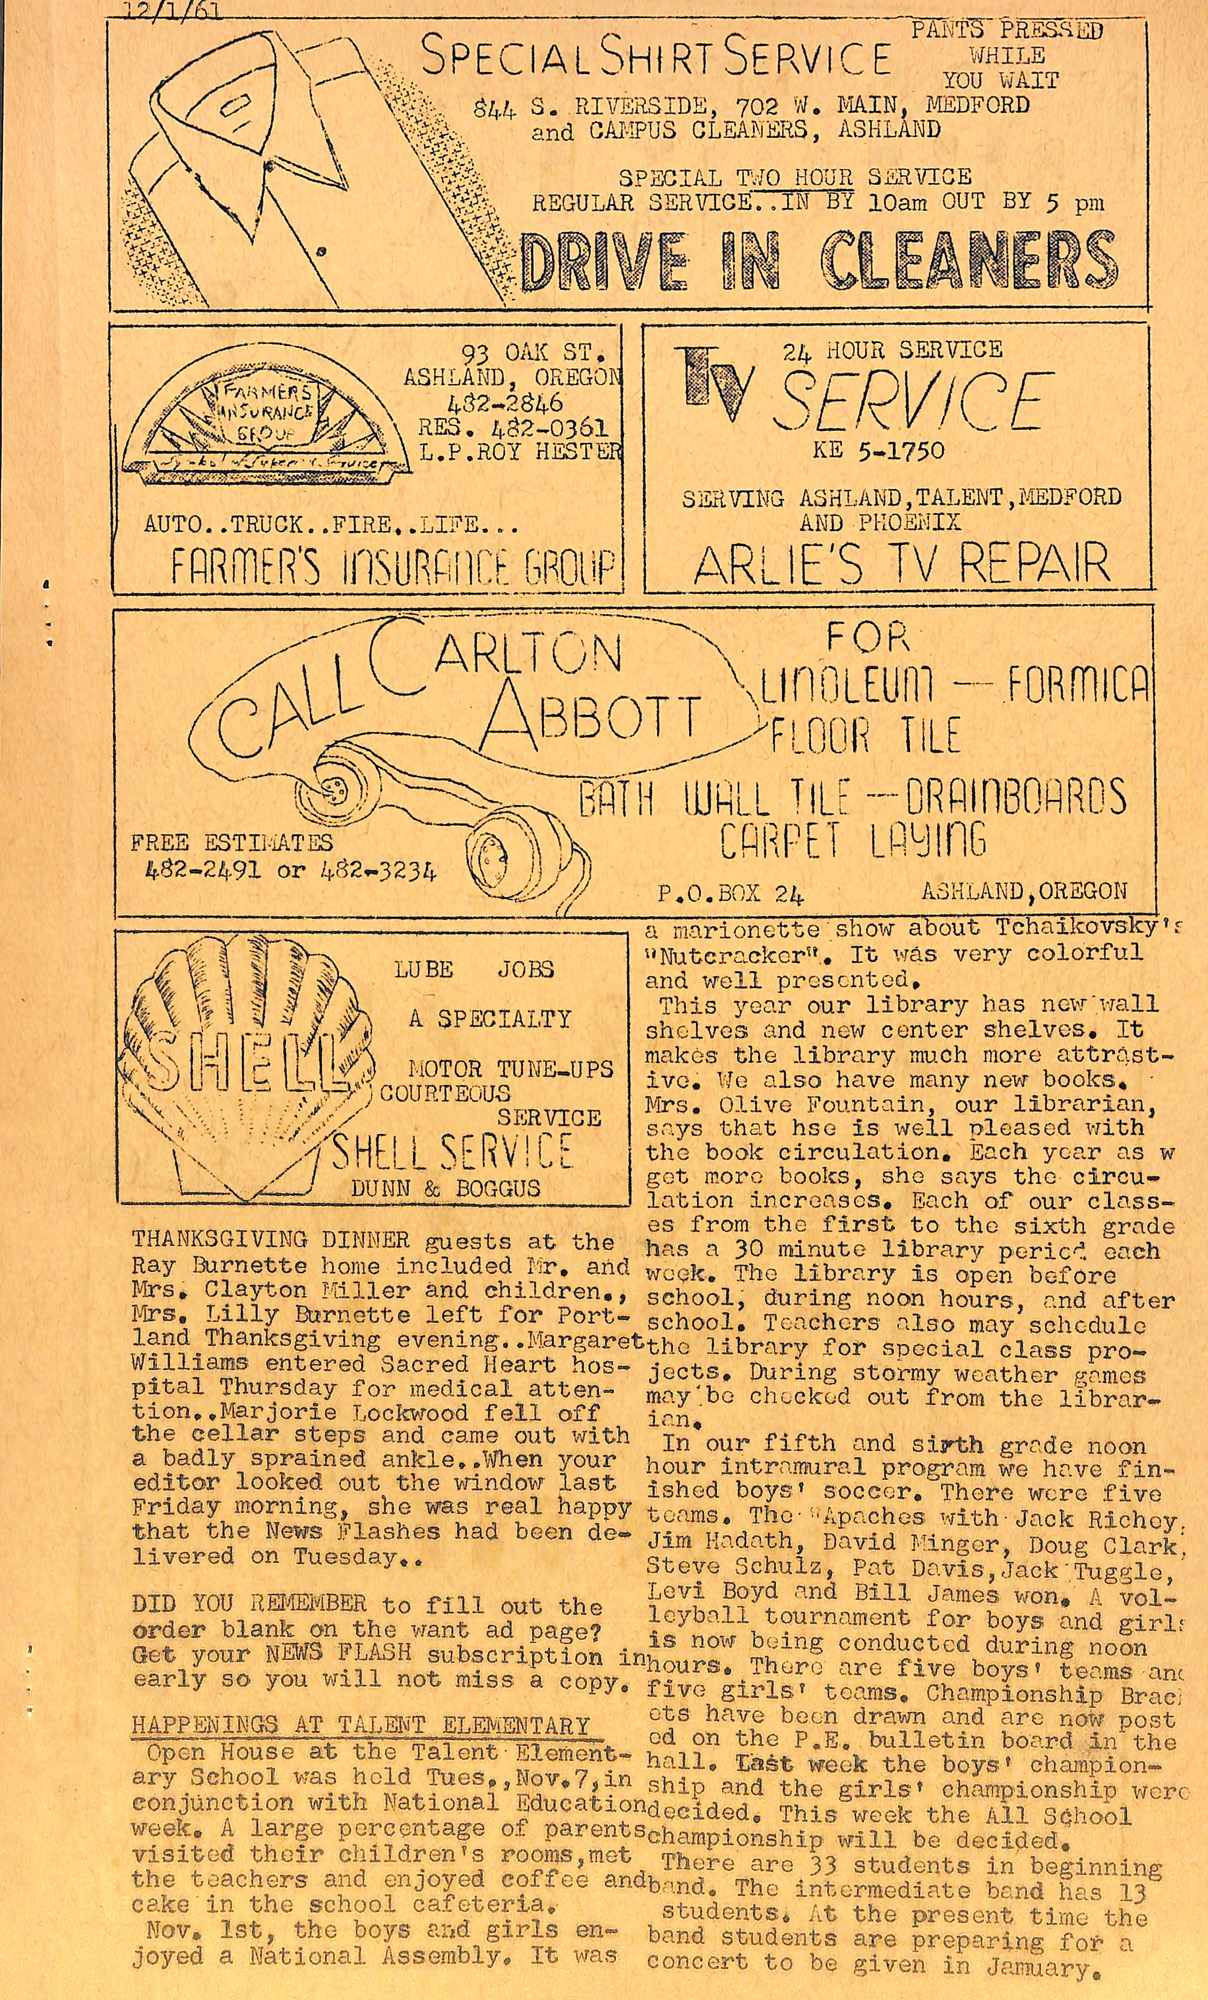 12/1/61
SPECIAL SHIRT SERVICE
PANTS PRESSED
WHILE
YOU WAIT
844 S. RIVERSIDE, 702 W. MAIN, MEDFORD
and CAMPUS CLEANERS, ASHLAND
SPECIAL TWO HOUR SERVICE
REGULAR SERVICE..IN BY 10am OUT BY 5 pm
DRIVE IN CLEANERS
FARMERS
INSURANCE
GROUP
93 OAK ST.
ASHLAND, OREGON
482-2846
RES. 482-0361
L.P.ROY HESTER
AUTO..TRUCK..FIRE..LIFE...
FARMER'S INSURANCE GROUP
TV
24 HOUR SERVICE
SERVICE
KE 5-1750
SERVING ASHLAND,TALENT,MEDFORD
AND PHOENIX
ARLIE'S TV REPAIR
CALL CARLTON
ABBOTT
FOR
LINOLEUM — FORMICA
FLOOR TILE
BATH WALL TILE — DRAINBOARDS
CARPET LAYING
FREE ESTIMATES
482-2491 or 482-3234
P.O.BOX 24 ASHLAND,OREGON
SHELL
LUBE JOBS
A SPECIALTY
MOTOR TUNE-UPS
COURTEOUS
SERVICE
SHELL SERVICE
DUNN & BOGGUS
THANKSGIVING DINNER guests at the
Ray Burnette home included Mr. and
Mrs. Clayton Miller and children.,
Mrs. Lilly Burnette left for Port-
land Thanksgiving evening..Margaret
Williams entered Sacred Heart hos-
pital Thursday for medical atten-
tion..Marjorie Lockwood fell off
the cellar steps and came out with
a badly sprained ankle..When your
editor looked out the window last
Friday morning, she was real happy
that the News Flashes had been de-
livered on Tuesday..
DID YOU REMEMBER to fill out the
order blank on the want ad page?
Get your NEWS FLASH subscription in
early so you will not miss a copy.
HAPPENINGS AT TALENT ELEMENTARY
Open House at the Talent Element-
ary School was held Tues.,Nov.7,in
conjunction with National Education
week. A large percentage of parents
visited their children's rooms,met
the teachers and enjoyed coffee and
cake in the school cafeteria.
Nov. 1st, the boys and girls en-
joyed a National Assembly. It was
a marionette show about Tchaikovsky's
"Nutcracker". It was very colorful
and well presented.
This year our library has new wall
shelves and new center shelves. It
makes the library much more attrast-
ive. We also have many new books.
Mrs. Olive Fountain, our librarian,
says that hse is well pleased with
the book circulation. Each year as w
get more books, she says the circu-
lation increases. Each of our class-
es from the first to the sixth grade
has a 30 minute library period each
week. The library is open before
school, during noon hours, and after
school. Teachers also may schedule
the library for special class pro-
jects. During stormy weather games
may be checked out from the librar-
ian.
In our fifth and sixth grade noon
hour intramural program we have fin-
ished boys' soccer. There were five
teams. The "Apaches with Jack Richey,
Jim Hadath, David Minger, Doug Clark,
Steve Schulz, Pat Davis,Jack Tuggle,
Levi Boyd and Bill James won. A vol-
leyball tournament for boys and girls
is now being conducted during noon
hours. There are five boys' teams and
five girls' teams. Championship Brack
ets have been drawn and are now post
ed on the P.E. bulletin board in the
hall. Last week the boys' champion-
ship and the girls' championship were
decided. This week the All School
championship will be decided.
There are 33 students in beginning
band. The intermediate band has 13
students. At the present time the
band students are preparing for a
concert to be given in January.